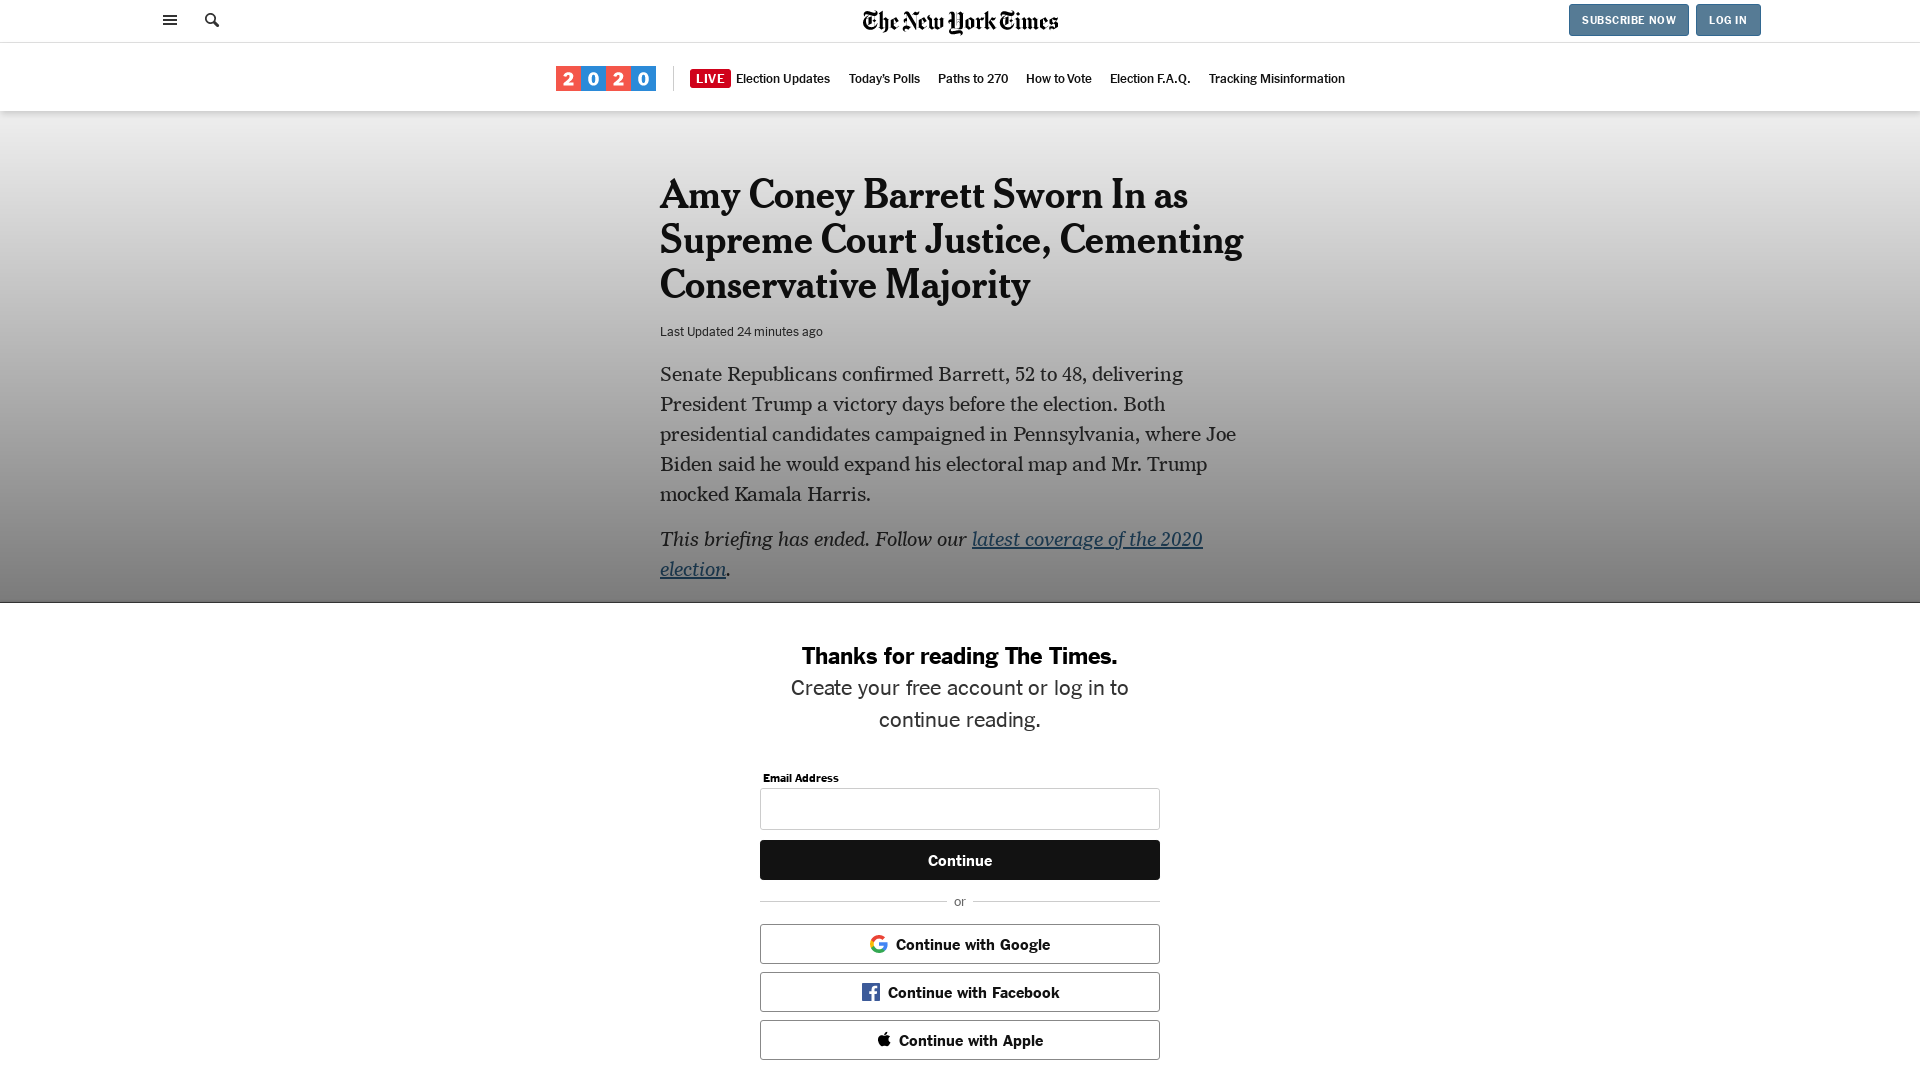 The New York Times
SUBSCRIBE NOW
LOG IN
2020
LIVE Election Updates
Today's Polls
Paths to 270
How to Vote
Election F.A.Q.
Tracking Misinformation
Amy Coney Barrett Sworn In as
Supreme Court Justice, Cementing
Conservative Majority
Last Updated 24 minutes ago
Senate Republicans confirmed Barrett, 52 to 48, delivering
President Trump a victory days before the election. Both
presidential candidates campaigned in Pennsylvania, where Joe
Biden said he would expand his electoral map and Mr. Trump
mocked Kamala Harris.
This briefing has ended. Follow our latest coverage of the 2020
election.
Thanks for reading The Times.
Create your free account or log in to
continue reading.
Email Address
Continue
or
Continue with Google
Continue with Facebook
Continue with Apple